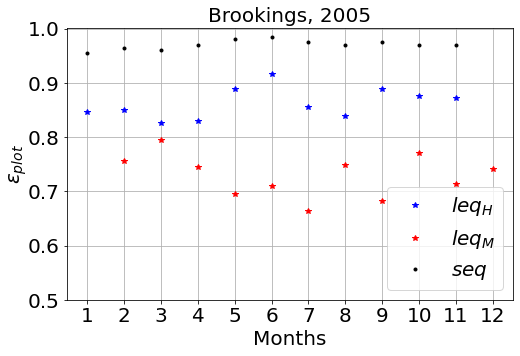 Brookings, 2005
1.0
0.9
0.8
0.7
0.6
0.5
ε_plot
leq_H
leq_M
seq
1 2 3 4 5 6 7 8 9 10 11 12
Months